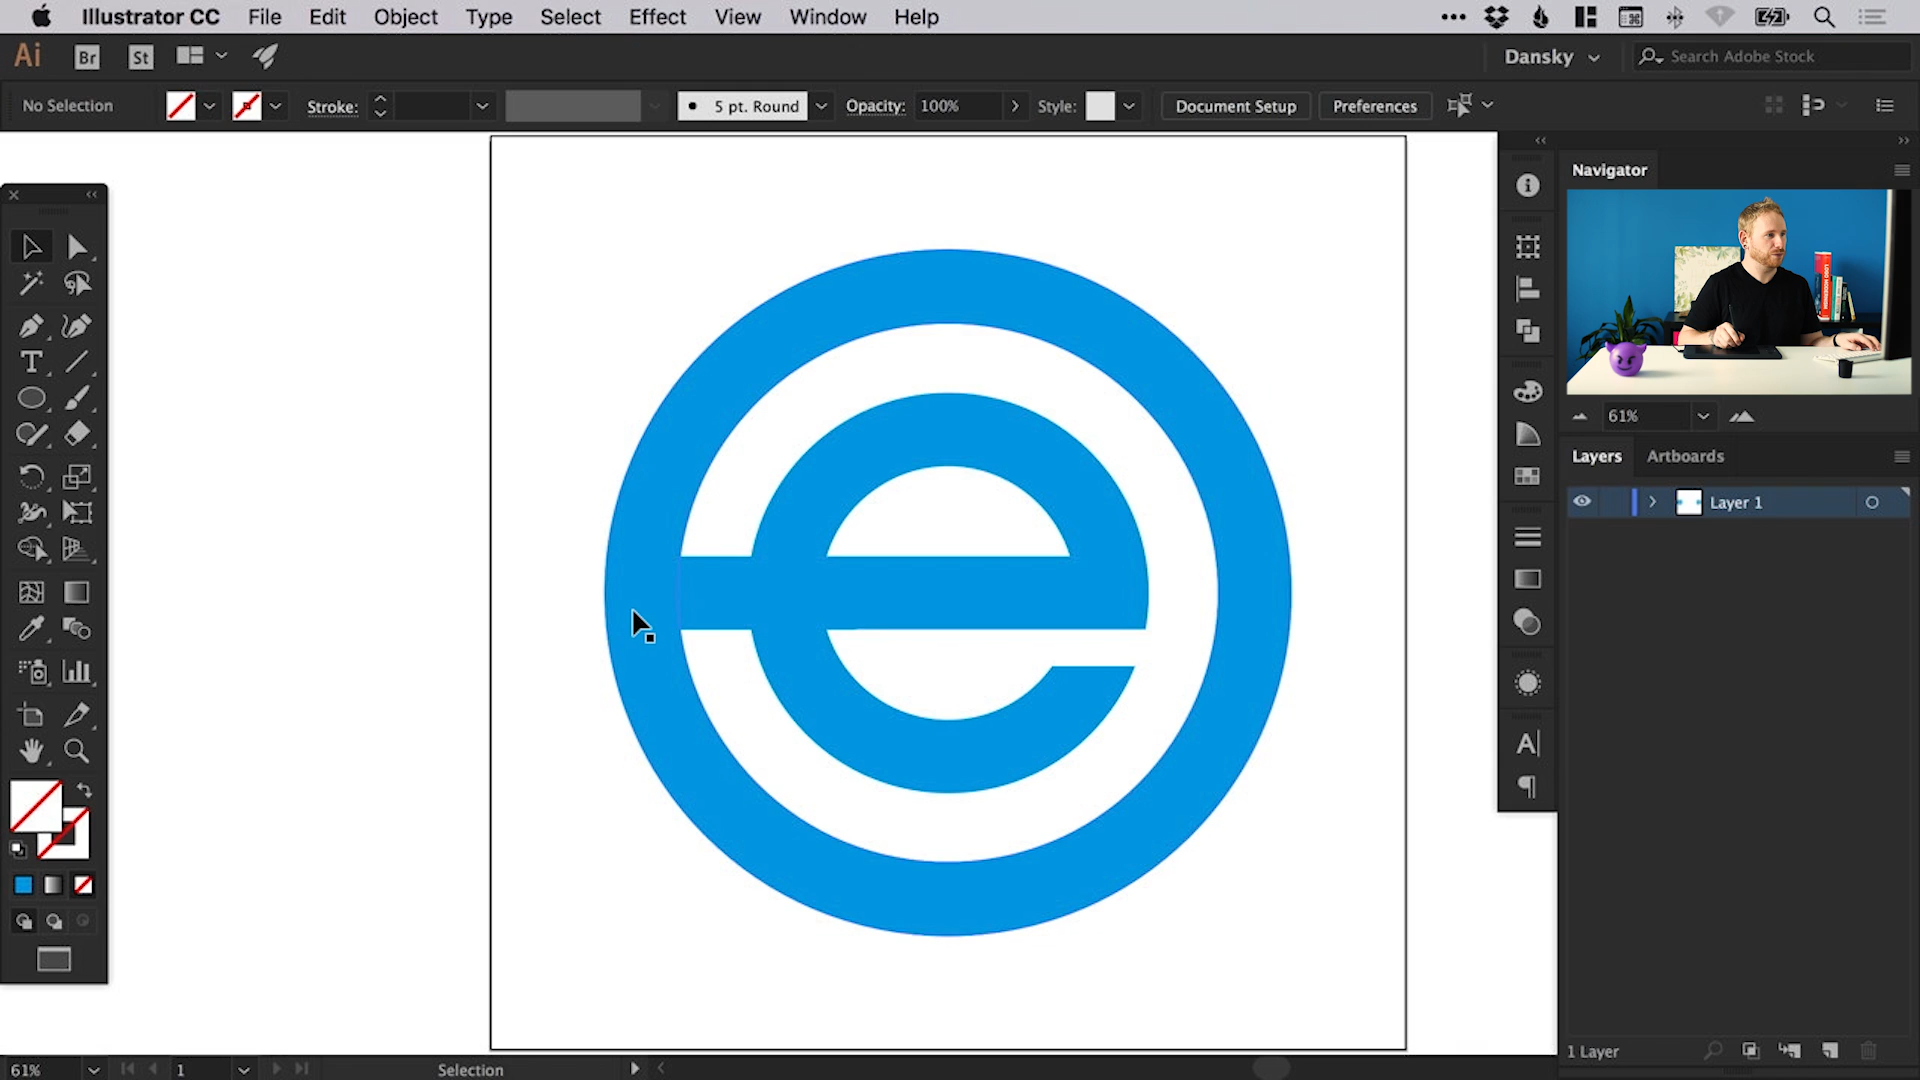 Illustrator CC File Edit Object Type Select Effect View Window Help
Ai Br St Dansky Search Adobe Stock
No Selection Stroke: 5 pt. Round Opacity: 100% Style: Document Setup Preferences
Navigator
61%
Layers Artboards
Layer 1
e
1 Layer
61% 1 Selection